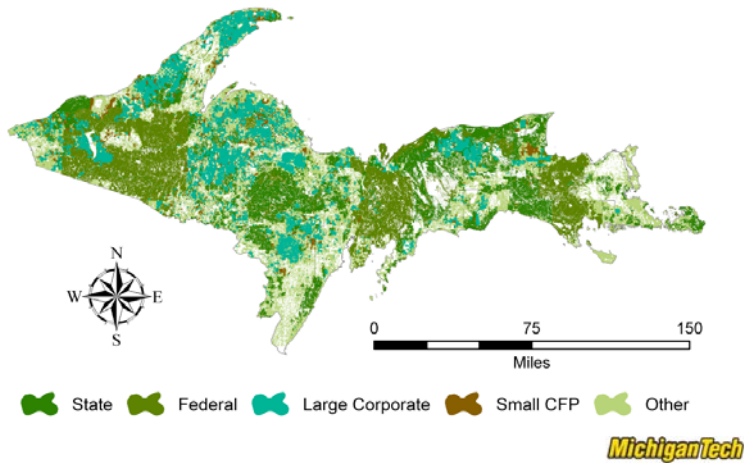 N
W E
S
0 75 150
Miles
State Federal Large Corporate Small CFP Other
MichiganTech